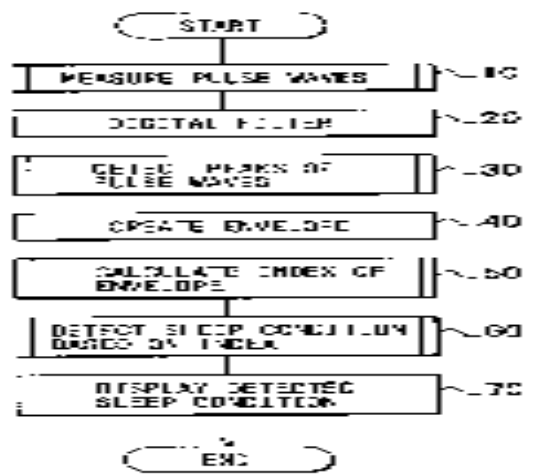 START
MEASURE PULSE WAVES
10
DIGITAL FILTER
20
DETECT PEAKS OF
PULSE WAVES
30
CREATE ENVELOPE
40
CALCULATE INDEX OF
ENVELOPE
50
DETECT SLEEP CONDITION
BASED ON INDEX
60
DISPLAY DETECTED
SLEEP CONDITION
70
END